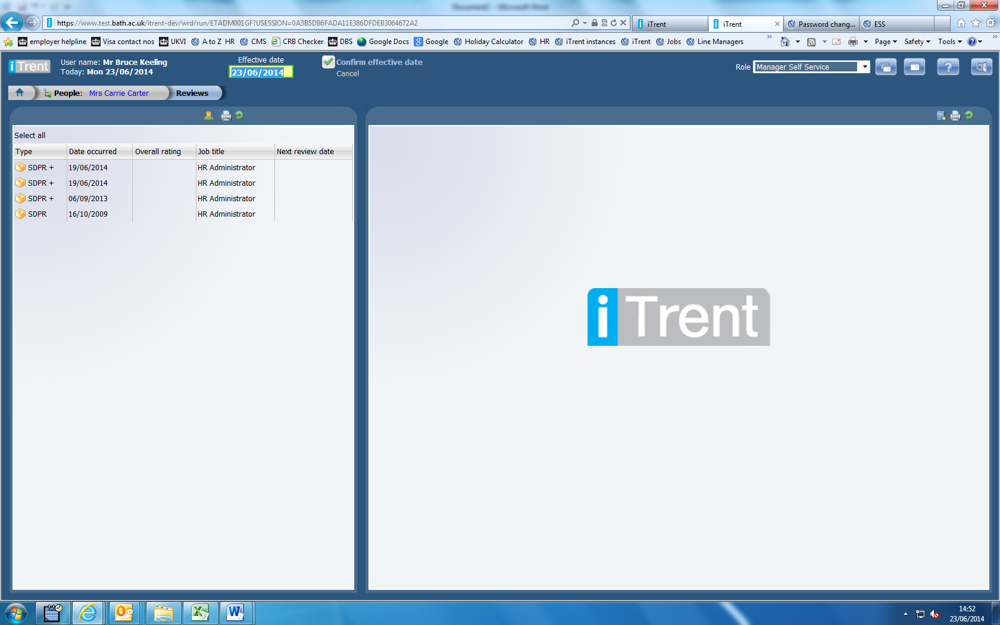 Document2 - Microsoft Word
https://www.test.bath.ac.uk/itrent-dev/wrd/run/ETADM001GF?USESSION=0A3B5DB6FADA11E386DFDEB3064672A2
iTrent
iTrent
Password chang...
ESS
employer helpline
Visa contact nos
UKVI
A to Z HR
CMS
CRB Checker
DBS
Google Docs
Google
Holiday Calculator
HR
iTrent instances
iTrent
Jobs
Line Managers
Page
Safety
Tools
iTrent
User name: Mr Bruce Keeling
Today: Mon 23/06/2014
Effective date
23/06/2014
Confirm effective date
Cancel
Role Manager Self Service
People: Mrs Carrie Carter
Reviews
Select all
Type Date occurred Overall rating Job title Next review date
SDPR + 19/06/2014 HR Administrator
SDPR + 19/06/2014 HR Administrator
SDPR + 06/09/2013 HR Administrator
SDPR 16/10/2009 HR Administrator
iTrent
14:52
23/06/2014